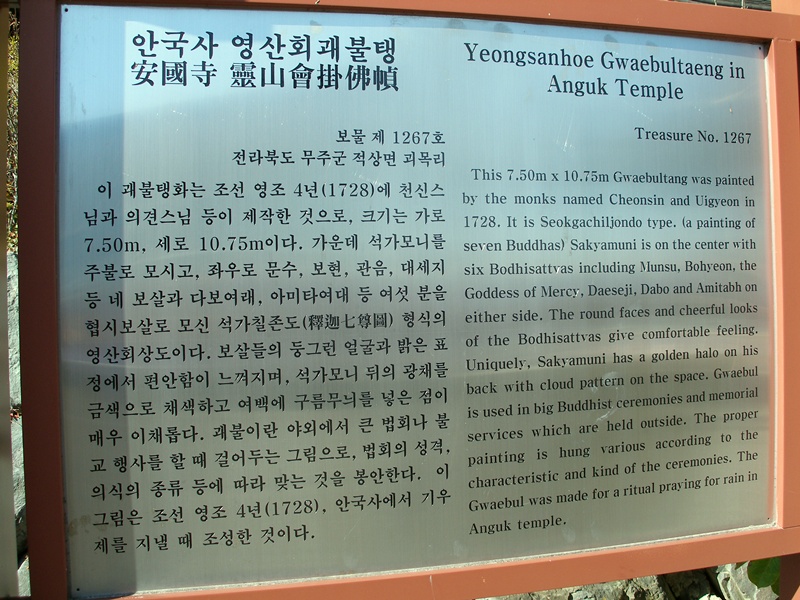 안국사 영산회괘불탱
安國寺 靈山會掛佛幀
보물 제 1267호
전라북도 무주군 적상면 괴목리
이 괘불탱화는 조선 영조 4년(1728)에 천신스
님과 의견스님 등이 제작한 것으로, 크기는 가로
7.50m, 세로 10.75m이다. 가운데 석가모니를
주불로 모시고, 좌우로 문수, 보현, 관음, 대세지
등 네 보살과 다보여래, 아미타여대 등 여섯 분을
협시보살로 모신 석가칠존도(釋迦七尊圖) 형식의
영산회상도이다. 보살들의 둥그런 얼굴과 밝은 표
정에서 편안함이 느껴지며, 석가모니 뒤의 광채를
금색으로 채색하고 여백에 구름무늬를 넣은 점이
매우 이채롭다. 괘불이란 야외에서 큰 법회나 불
교 행사를 할 때 걸어두는 그림으로, 법회의 성격,
의식의 종류 등에 따라 맞는 것을 봉안한다. 이
그림은 조선 영조 4년(1728), 안국사에서 기우
제를 지낼 때 조성한 것이다.
Yeongsanhoe Gwaebultaeng in
Anguk Temple
Treasure No. 1267
This 7.50m x 10.75m Gwaebultang was painted
by the monks named Cheonsin and Uigyeon in
1728. It is Seokgachiljondo type. (a painting of
seven Buddhas) Sakyamuni is on the center with
six Bodhisattvas including Munsu, Bohyeon, the
Goddess of Mercy, Daeseji, Dabo and Amitabh on
either side. The round faces and cheerful looks
of the Bodhisattvas give comfortable feeling.
Uniquely, Sakyamuni has a golden halo on his
back with cloud pattern on the space. Gwaebul
is used in big Buddhist ceremonies and memorial
services which are held outside. The proper
painting is hung various according to the
characteristic and kind of the ceremonies. The
Gwaebul was made for a ritual praying for rain in
Anguk temple.